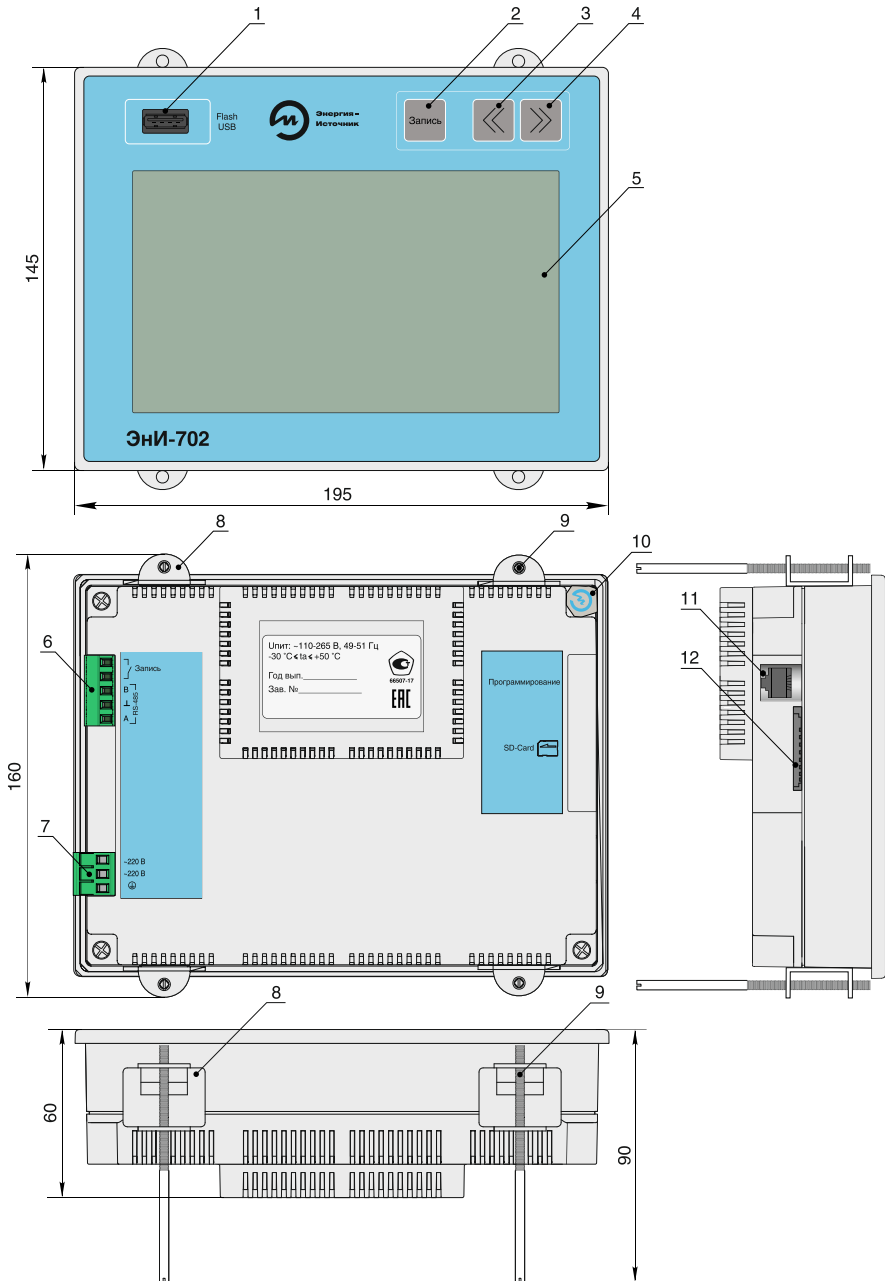 1
2
3
4
Flash
USB
Энергия–
Источник
Запись
5
145
ЭнИ-702
195
8
9
10
6
Запись
B
RS-485
A
Uпит: ~110-265 В, 49-51 Гц
-30 °C ⩽ ta ⩽ +50 °C
Год вып.
Зав. №
66507-17
EAC
Программирование
SD-Card
11
12
160
7
~220 В
~220 В
8
9
60
90